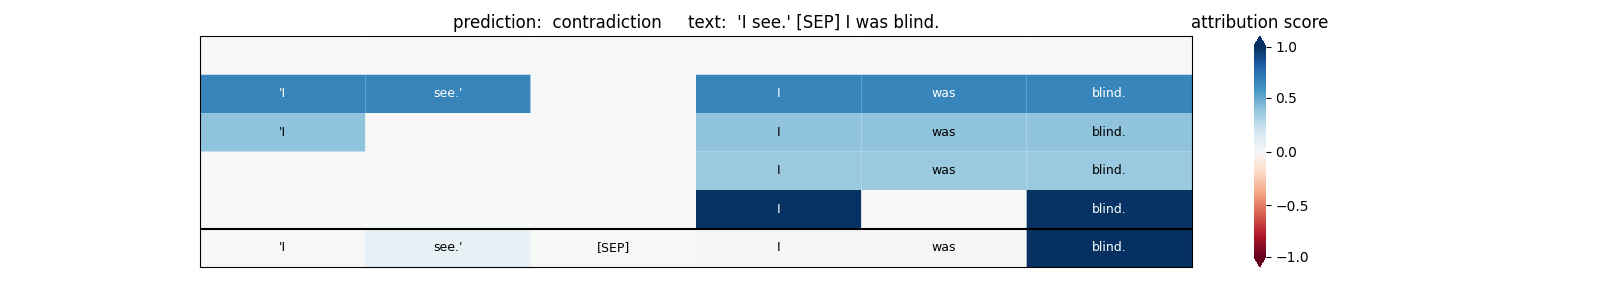 prediction:  contradiction     text:  'I see.' [SEP] I was blind.
attribution score
'I see.' I was blind.
'I I was blind.
I was blind.
I blind.
'I see.' [SEP] I was blind.
1.0
0.5
0.0
−0.5
−1.0